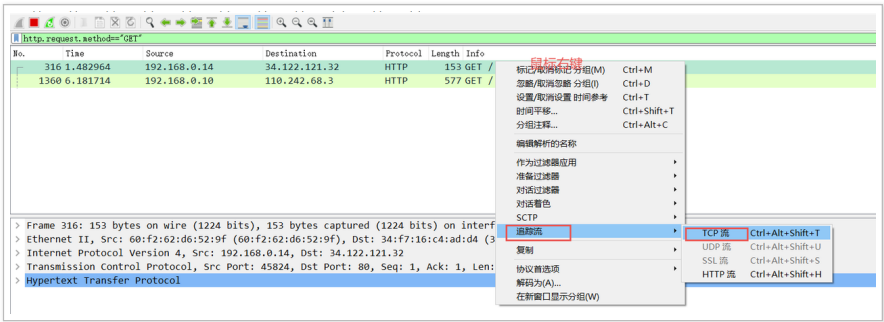 http.request.method=="GET"
No. Time Source Destination Protocol Length Info
316 1.482964 192.168.0.14 34.122.121.32 HTTP 153 GET /
1360 6.181714 192.168.0.10 110.242.68.3 HTTP 577 GET /
鼠标右键
标记/取消标记 分组(M) Ctrl+M
忽略/取消忽略 分组(I) Ctrl+D
设置/取消设置 时间参考 Ctrl+T
时间平移... Ctrl+Shift+T
分组注释... Ctrl+Alt+C
编辑解析的名称
作为过滤器应用
准备过滤器
对话过滤器
对话着色
SCTP
追踪流
TCP 流 Ctrl+Alt+Shift+T
UDP 流 Ctrl+Alt+Shift+U
SSL 流 Ctrl+Alt+Shift+S
HTTP 流 Ctrl+Alt+Shift+H
复制
协议首选项
解码为(A)...
在新窗口显示分组(W)
Frame 316: 153 bytes on wire (1224 bits), 153 bytes captured (1224 bits) on interf
Ethernet II, Src: 60:f2:62:d6:52:9f (60:f2:62:d6:52:9f), Dst: 34:f7:16:c4:ad:d4 (3
Internet Protocol Version 4, Src: 192.168.0.14, Dst: 34.122.121.32
Transmission Control Protocol, Src Port: 45824, Dst Port: 80, Seq: 1, Ack: 1, Len:
Hypertext Transfer Protocol